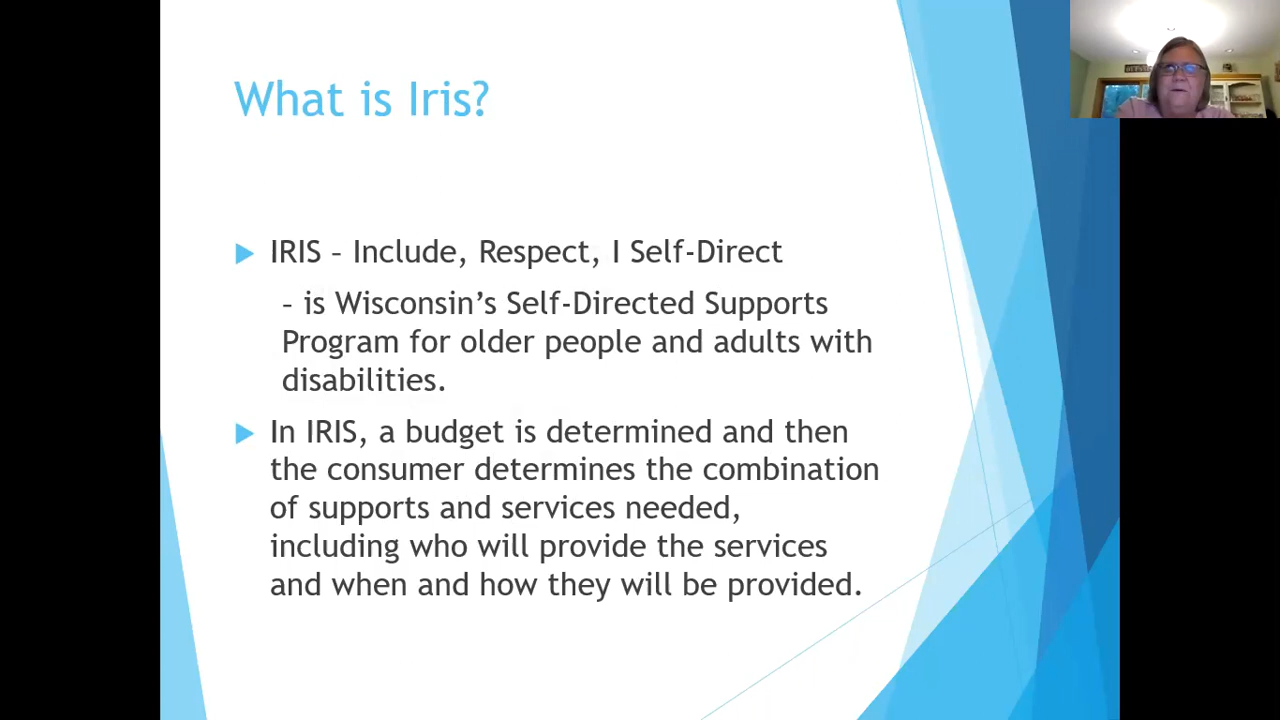 What is Iris?
IRIS – Include, Respect, I Self-Direct
– is Wisconsin’s Self-Directed Supports
Program for older people and adults with
disabilities.
In IRIS, a budget is determined and then
the consumer determines the combination
of supports and services needed,
including who will provide the services
and when and how they will be provided.